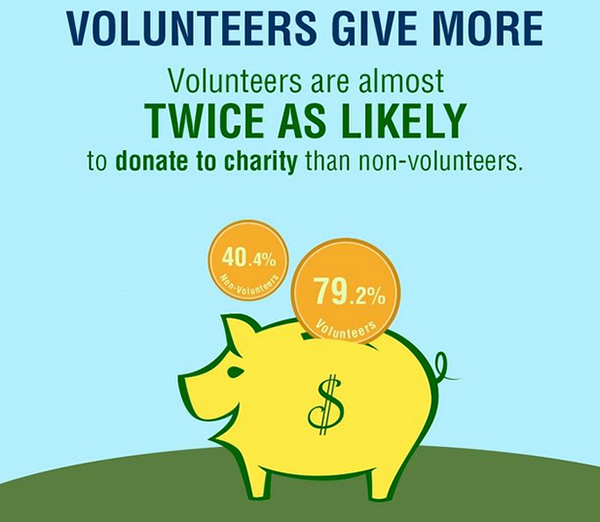 VOLUNTEERS GIVE MORE
Volunteers are almost
TWICE AS LIKELY
to donate to charity than non-volunteers.
40.4%
Non-Volunteers
79.2%
Volunteers
$